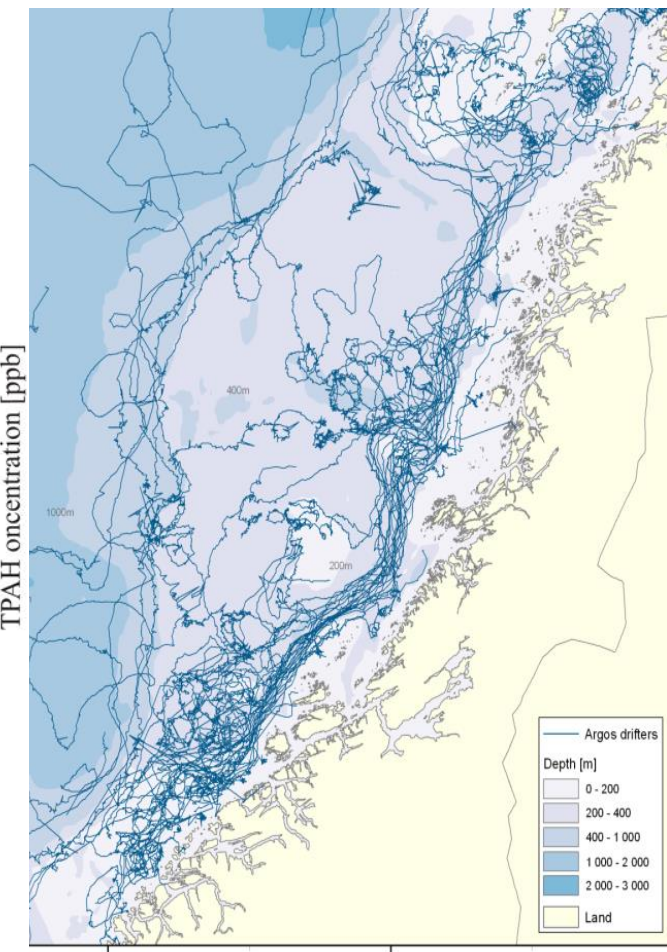 TPAH oncentration [ppb]
400m
1000m
200m
Argos drifters
Depth [m]
0 - 200
200 - 400
400 - 1 000
1 000 - 2 000
2 000 - 3 000
Land